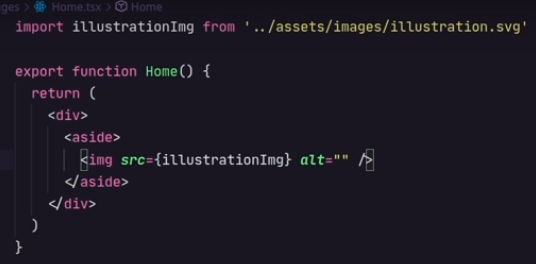 ges > Home.tsx > Home
import illustrationImg from '../assets/images/illustration.svg'
export function Home() {
return (
<div>
<aside>
<img src={illustrationImg} alt="" />
</aside>
</div>
)
}